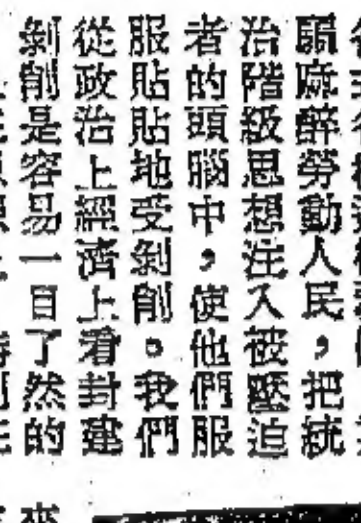 騙麻醉勞動人民，把統
治階級思想注入被壓迫
者的頭腦中，使他們服
服貼貼地受剝削。我們
從政治上經濟上看封建
剝削是容易一目了然的